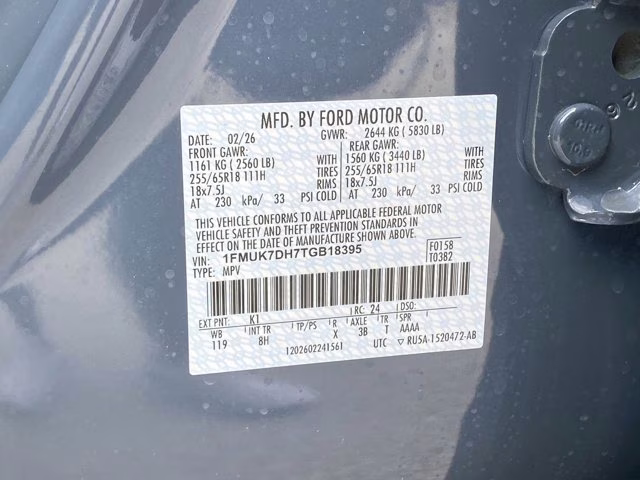 MFD. BY FORD MOTOR CO.
DATE: 02/26 GVWR: 2644 KG ( 5830 LB)
FRONT GAWR: REAR GAWR:
1161 KG ( 2560 LB) WITH 1560 KG ( 3440 LB) WITH
255/65R18 111H TIRES 255/65R18 111H TIRES
18x7.5J RIMS 18x7.5J RIMS
AT 230 kPa/ 33 PSI COLD AT 230 kPa/ 33 PSI COLD
THIS VEHICLE CONFORMS TO ALL APPLICABLE FEDERAL MOTOR
VEHICLE SAFETY AND THEFT PREVENTION STANDARDS IN
EFFECT ON THE DATE OF MANUFACTURE SHOWN ABOVE.
VIN: 1FMUK7DH7TGB18395 F0158
TYPE: MPV T0382
EXT PNT: K1 RC: 24 DSO:
WB INT TR TP/PS R AXLE TR SPR
119 8H X 3B T AAAA
1202602241561 UTC ▽ RU5A-1520472-AB